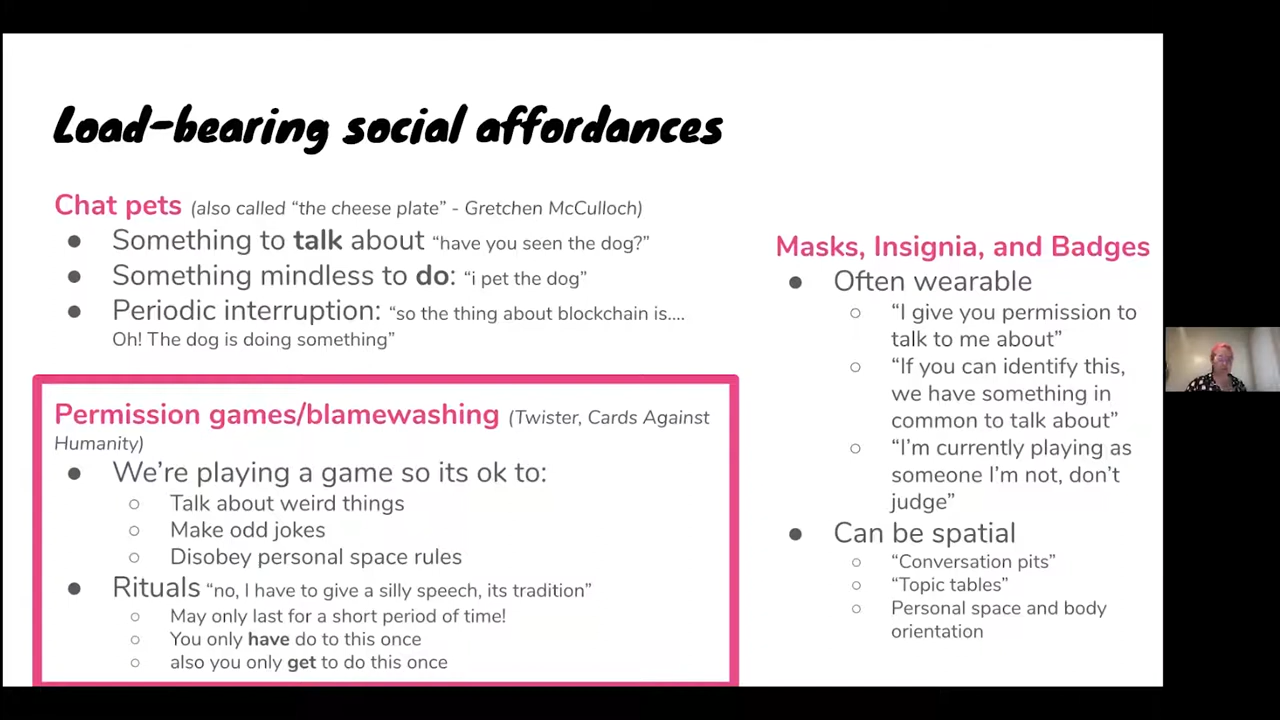 Load-bearing social affordances
Chat pets (also called “the cheese plate” - Gretchen McCulloch)
● Something to talk about “have you seen the dog?”
● Something mindless to do: “i pet the dog”
● Periodic interruption: “so the thing about blockchain is....
Oh! The dog is doing something”
Permission games/blamewashing (Twister, Cards Against
Humanity)
● We’re playing a game so its ok to:
○ Talk about weird things
○ Make odd jokes
○ Disobey personal space rules
● Rituals “no, I have to give a silly speech, its tradition”
○ May only last for a short period of time!
○ You only have do to this once
○ also you only get to do this once
Masks, Insignia, and Badges
● Often wearable
○ “I give you permission to
talk to me about”
○ “If you can identify this,
we have something in
common to talk about”
○ “I’m currently playing as
someone I’m not, don’t
judge”
● Can be spatial
○ “Conversation pits”
○ “Topic tables”
○ Personal space and body
orientation